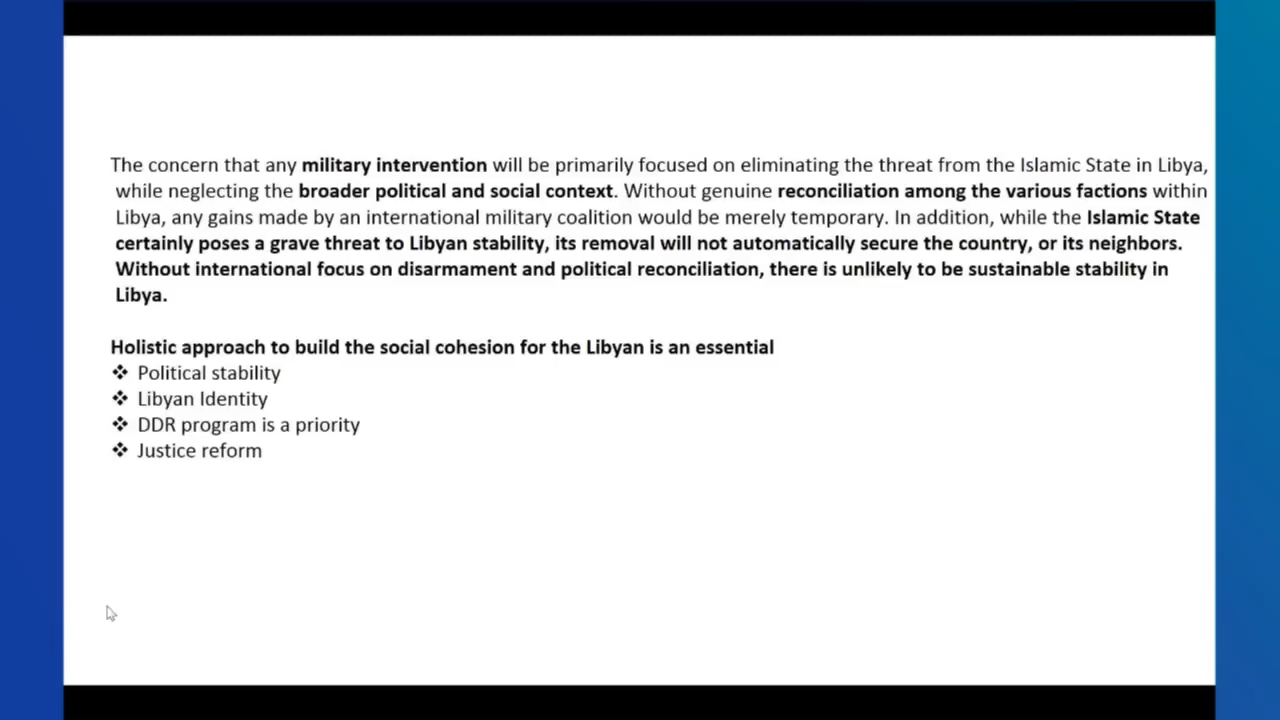 The concern that any military intervention will be primarily focused on eliminating the threat from the Islamic State in Libya,
while neglecting the broader political and social context. Without genuine reconciliation among the various factions within
Libya, any gains made by an international military coalition would be merely temporary. In addition, while the Islamic State
certainly poses a grave threat to Libyan stability, its removal will not automatically secure the country, or its neighbors.
Without international focus on disarmament and political reconciliation, there is unlikely to be sustainable stability in
Libya.
Holistic approach to build the social cohesion for the Libyan is an essential
❖ Political stability
❖ Libyan Identity
❖ DDR program is a priority
❖ Justice reform